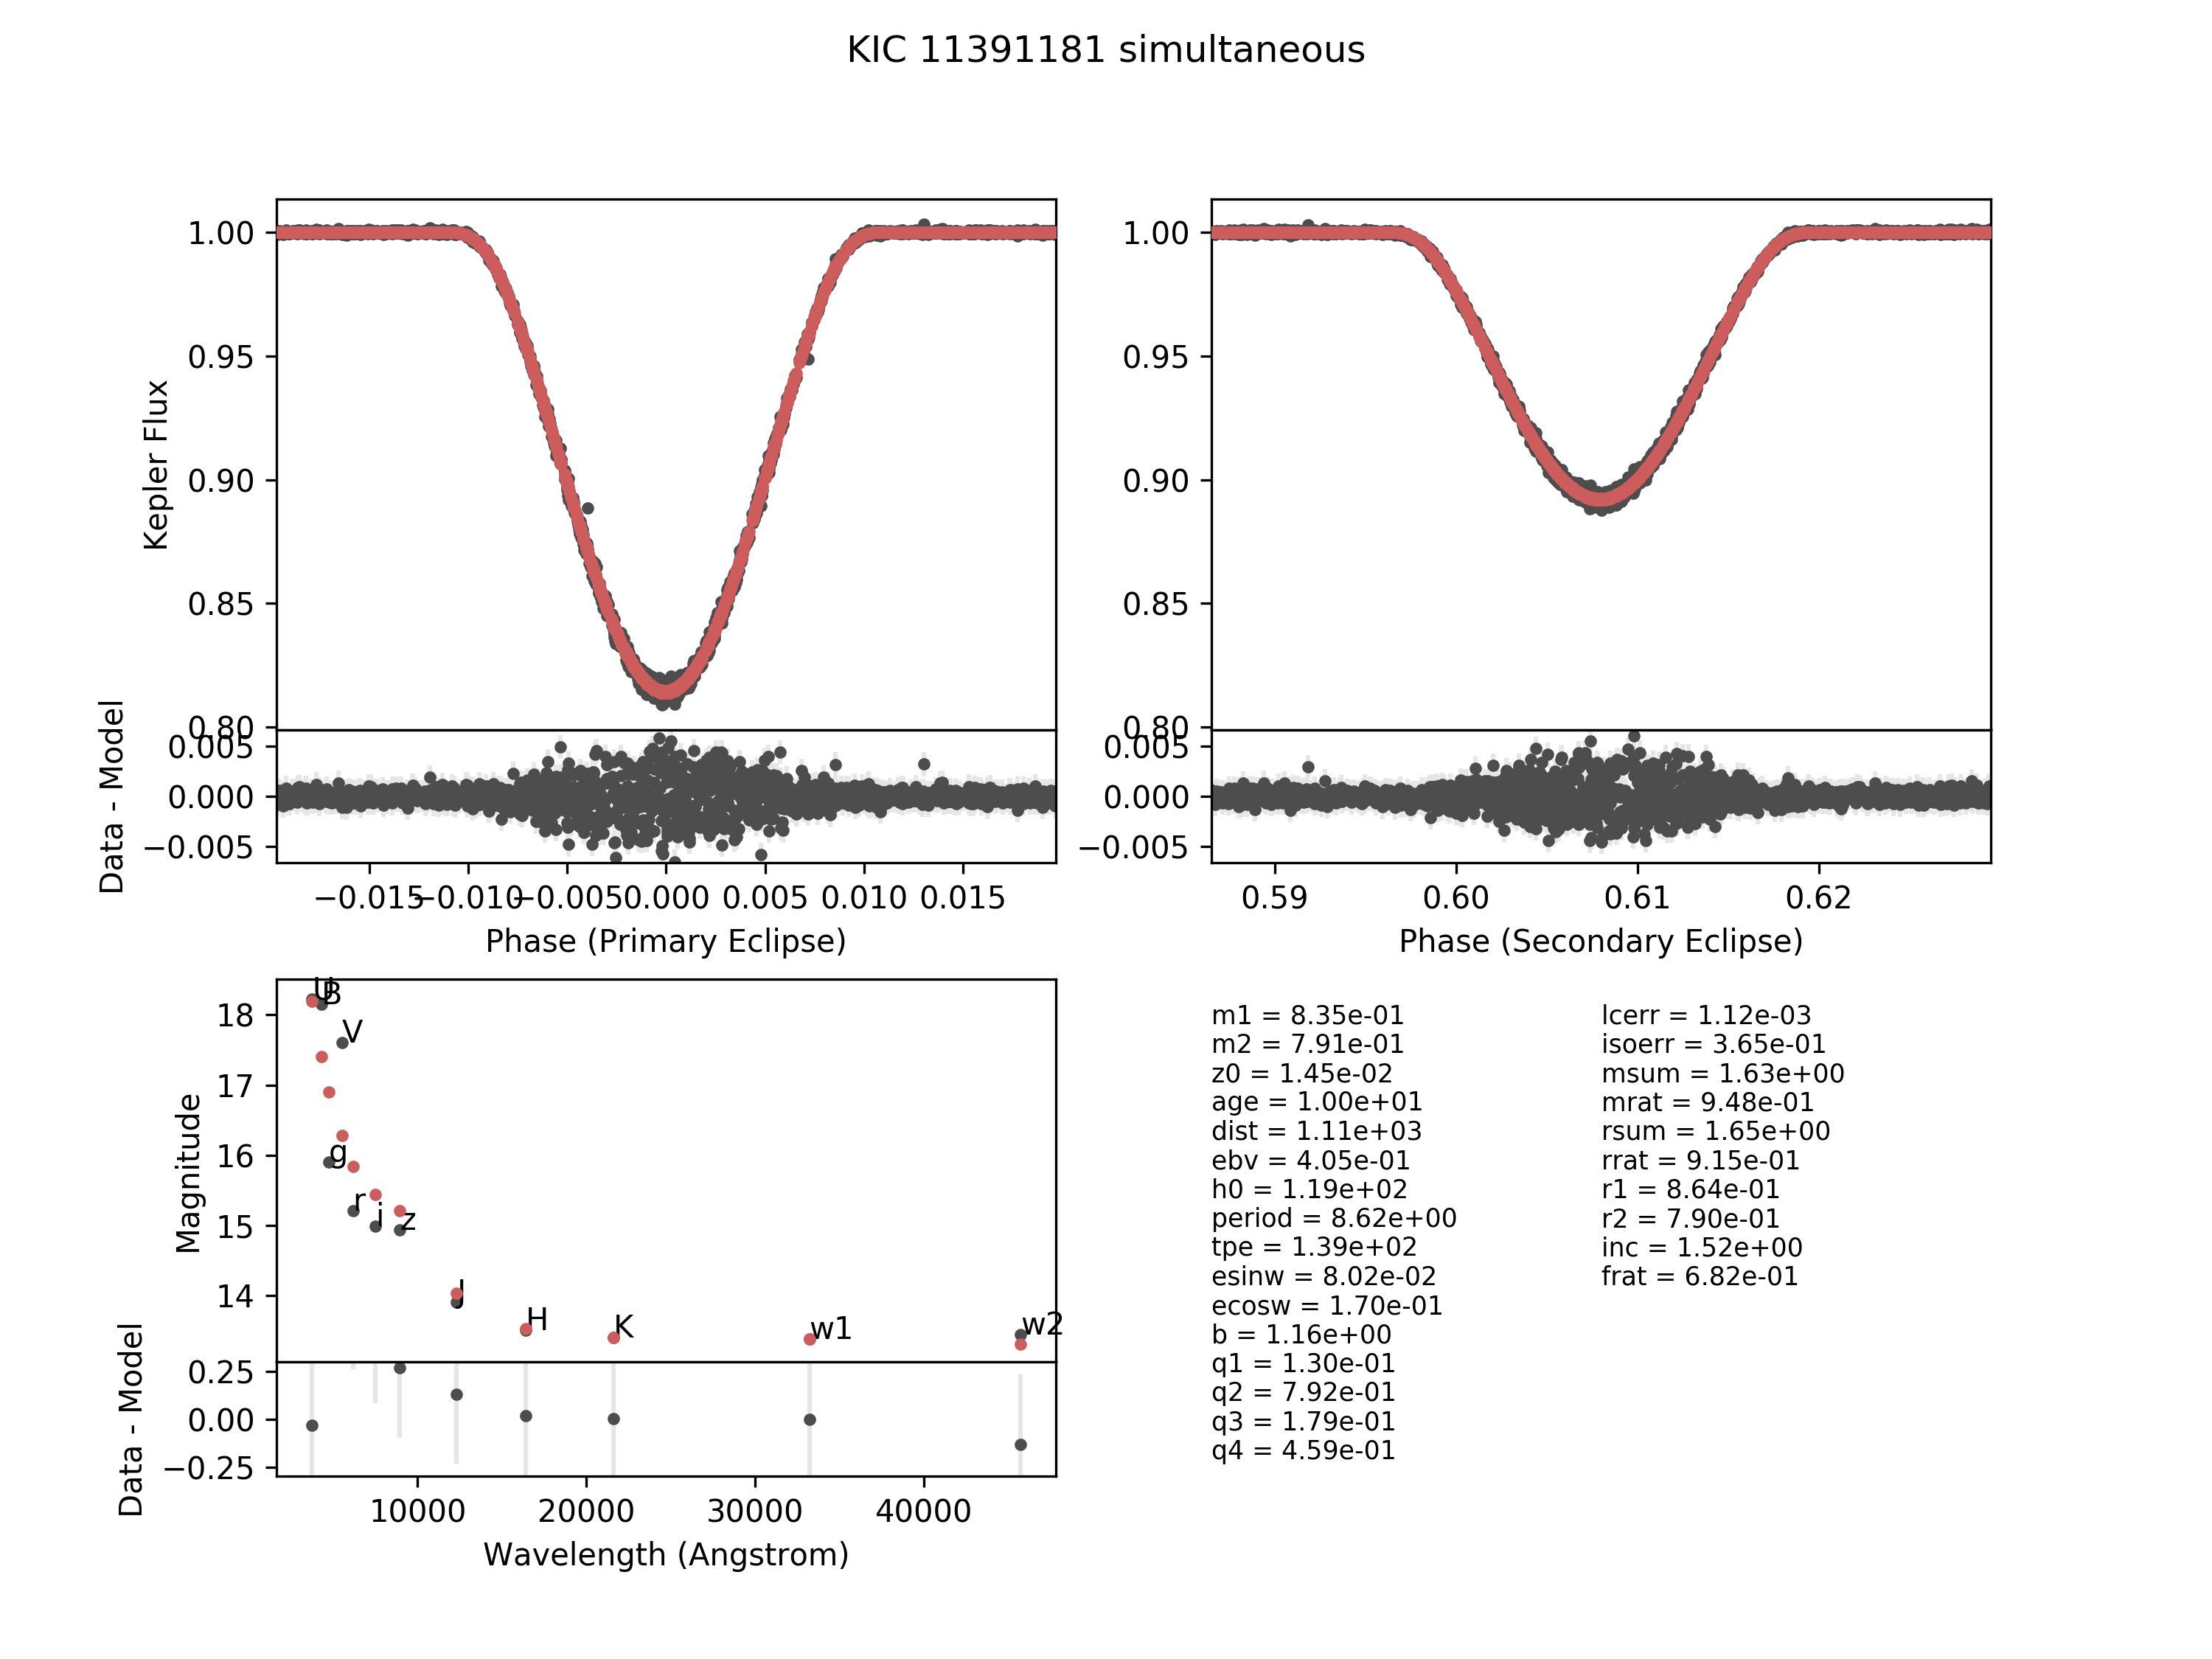 KIC 11391181 simultaneous
1.00
0.95
0.90
0.85
0.80
Kepler Flux
0.005
0.000
−0.005
Data - Model
−0.015
−0.010
−0.005
0.000
0.005
0.010
0.015
Phase (Primary Eclipse)
1.00
0.95
0.90
0.85
0.80
0.005
0.000
−0.005
0.59
0.60
0.61
0.62
Phase (Secondary Eclipse)
18
17
16
15
14
Magnitude
U
B
V
g
r
i
z
J
H
K
w1
w2
0.25
0.00
−0.25
Data - Model
10000
20000
30000
40000
Wavelength (Angstrom)
m1 = 8.35e-01
m2 = 7.91e-01
z0 = 1.45e-02
age = 1.00e+01
dist = 1.11e+03
ebv = 4.05e-01
h0 = 1.19e+02
period = 8.62e+00
tpe = 1.39e+02
esinw = 8.02e-02
ecosw = 1.70e-01
b = 1.16e+00
q1 = 1.30e-01
q2 = 7.92e-01
q3 = 1.79e-01
q4 = 4.59e-01
lcerr = 1.12e-03
isoerr = 3.65e-01
msum = 1.63e+00
mrat = 9.48e-01
rsum = 1.65e+00
rrat = 9.15e-01
r1 = 8.64e-01
r2 = 7.90e-01
inc = 1.52e+00
frat = 6.82e-01